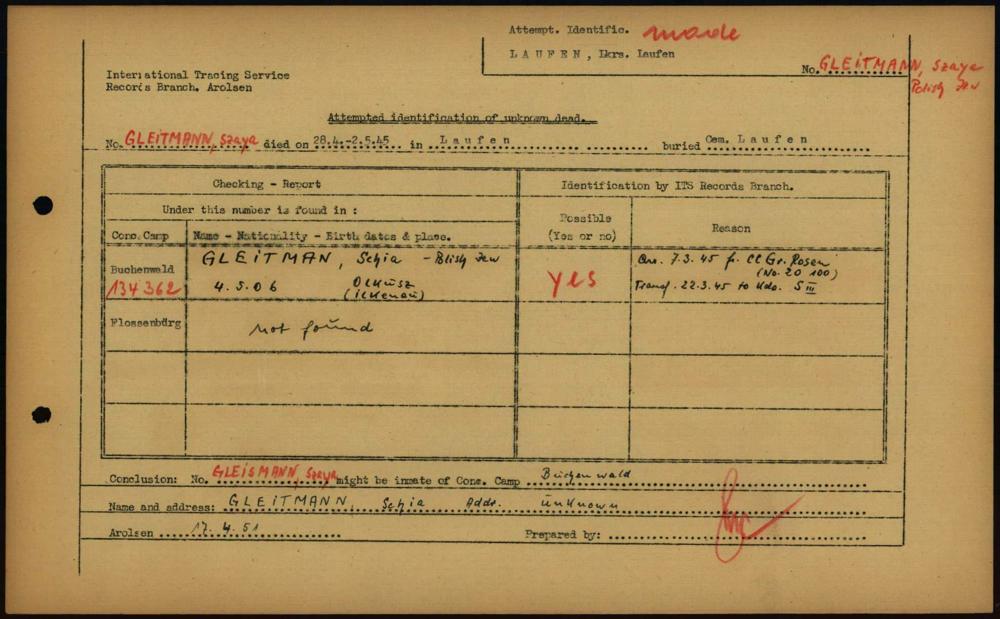 Attempt. Identific. made
LAUFEN, Lkrs. Laufen
International Tracing Service
Records Branch. Arolsen
No. GLEITMANN, Szaya
Polish Jew
Attempted identification of unknown dead.
No. GLEITMANN, Szaya died on 28.4.-2.5.45 in Laufen buried Cem. Laufen
Checking - Report
Identification by ITS Records Branch.
Under this number is found in :
Possible
(Yes or no)
Reason
Conc. Camp
Name - Nationality - Birth dates & place.
Buchenwald
134362
GLEITMAN, Schia - Polish Jew
4.5.06 OLKUSZ
(Ilkenau)
yes
Arr. 7.3.45 fr. CC Gr. Rosen
(No. 20 100)
Transf. 22.3.45 to Kdo. S III
Flossenbürg
not found
Conclusion: No. GLEISMANN, Szaya might be inmate of Conc. Camp Buchenwald
Name and address: GLEITMANN, Schia Addr. unknown
Arolsen 17.4.51 Prepared by: